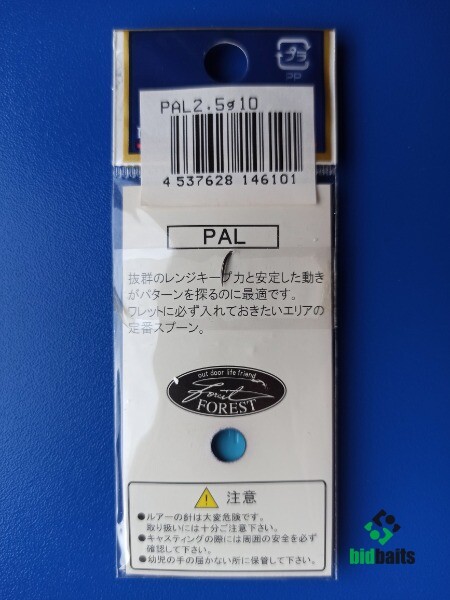 プラ
PP
PAL2.5g10
4 537628 146101
PAL
抜群のレンジキープ力と安定した動き
がパターンを探るのに最適です。
ワレットに必ず入れておきたいエリアの
定番スプーン。
out door life friend
Forest
FOREST
注意
●ルアーの針は大変危険です。
取り扱いには十分ご注意下さい。
●キャスティングの際には周囲の安全を必ず
確認して下さい。
●幼児の手の届かない所に保管して下さい。
bidbaits